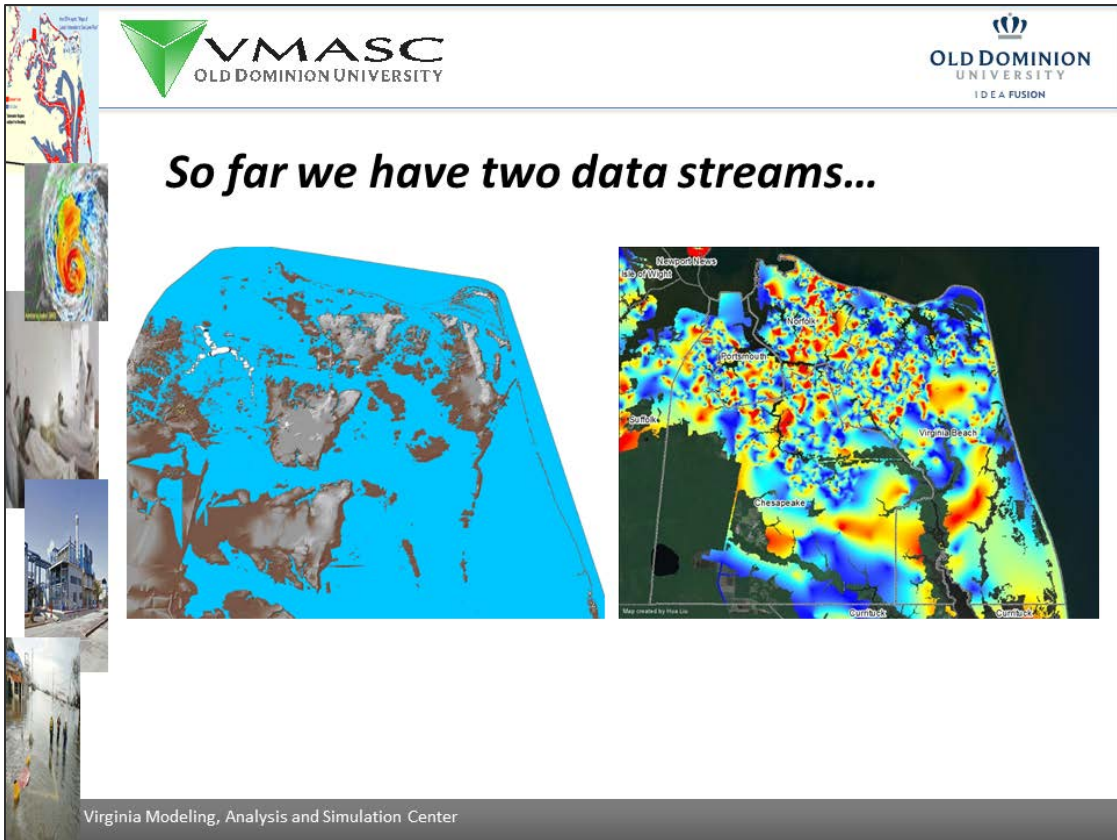 VMASC
OLD DOMINION UNIVERSITY
OLD DOMINION
UNIVERSITY
IDEA FUSION
So far we have two data streams…
Newport News
Isle of Wight
Norfolk
Portsmouth
Suffolk
Virginia Beach
Chesapeake
Map created by Hua Liu
Currituck
Currituck
Virginia Modeling, Analysis and Simulation Center